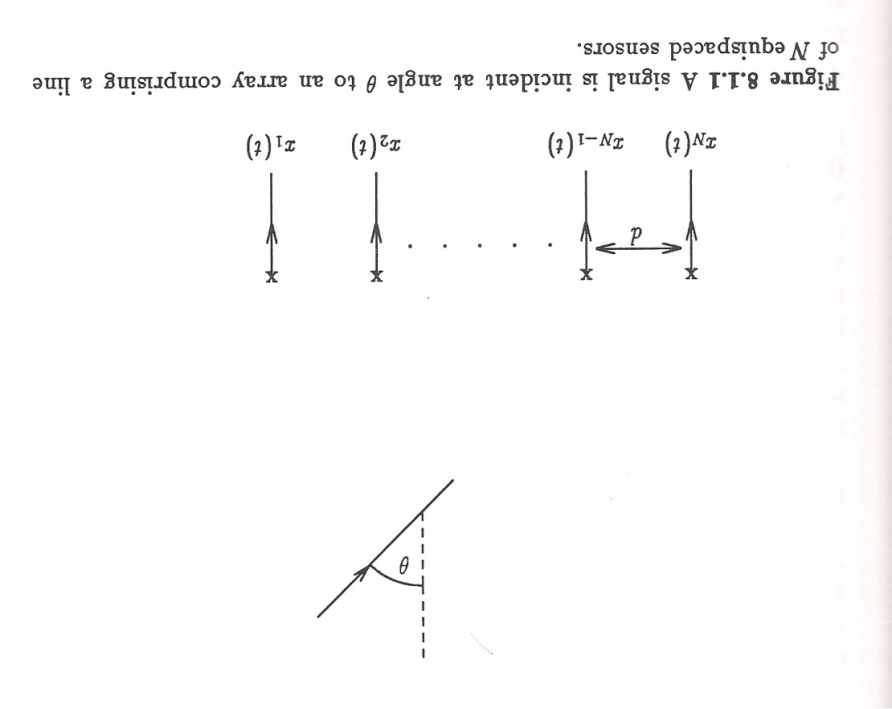 θ
d
x_N(t) x_{N−1}(t) x_2(t) x_1(t)
Figure 8.1.1 A signal is incident at angle θ to an array comprising a line
of N equispaced sensors.